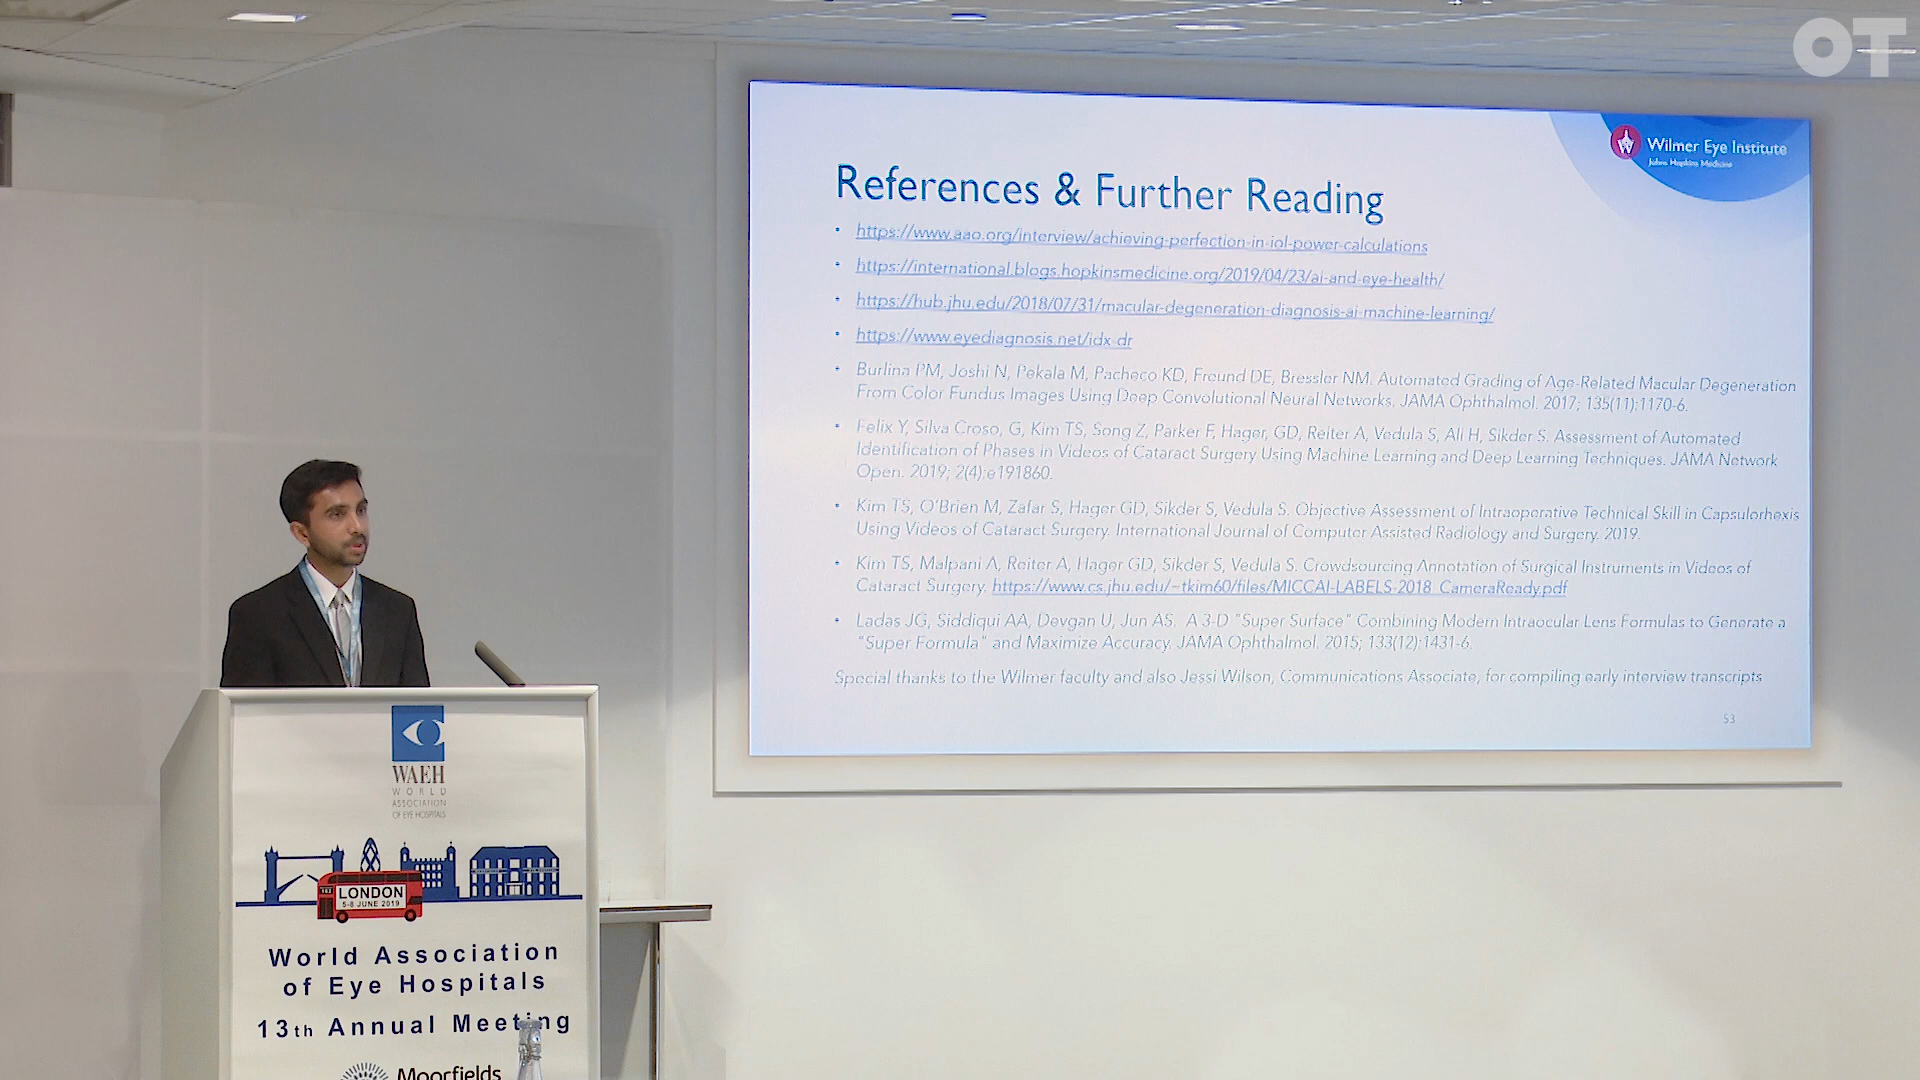 OT
Wilmer Eye Institute
Johns Hopkins Medicine
References & Further Reading
• https://www.aao.org/interview/achieving-perfection-in-iol-power-calculations
• https://international.blogs.hopkinsmedicine.org/2019/04/23/ai-and-eye-health/
• https://hub.jhu.edu/2018/07/31/macular-degeneration-diagnosis-ai-machine-learning/
• https://www.eyediagnosis.net/idx-dr
• Burlina PM, Joshi N, Pekala M, Pacheco KD, Freund DE, Bressler NM. Automated Grading of Age-Related Macular Degeneration
From Color Fundus Images Using Deep Convolutional Neural Networks. JAMA Ophthalmol. 2017; 135(11):1170-6.
• Felix Y, Silva Croso, G, Kim TS, Song Z, Parker F, Hager, GD, Reiter A, Vedula S, Ali H, Sikder S. Assessment of Automated
Identification of Phases in Videos of Cataract Surgery Using Machine Learning and Deep Learning Techniques. JAMA Network
Open. 2019; 2(4):e191860.
• Kim TS, O'Brien M, Zafar S, Hager GD, Sikder S, Vedula S. Objective Assessment of Intraoperative Technical Skill in Capsulorhexis
Using Videos of Cataract Surgery. International Journal of Computer Assisted Radiology and Surgery. 2019.
• Kim TS, Malpani A, Reiter A, Hager GD, Sikder S, Vedula S. Crowdsourcing Annotation of Surgical Instruments in Videos of
Cataract Surgery. https://www.cs.jhu.edu/~tkim60/files/MICCAI-LABELS-2018_CameraReady.pdf
• Ladas JG, Siddiqui AA, Devgan U, Jun AS. A 3-D "Super Surface" Combining Modern Intraocular Lens Formulas to Generate a
"Super Formula" and Maximize Accuracy. JAMA Ophthalmol. 2015; 133(12):1431-6.
Special thanks to the Wilmer faculty and also Jessi Wilson, Communications Associate, for compiling early interview transcripts
53
WAEH
WORLD
ASSOCIATION
OF EYE HOSPITALS
LONDON
5-8 JUNE 2019
World Association
of Eye Hospitals
13th Annual Meeting
Moorfields